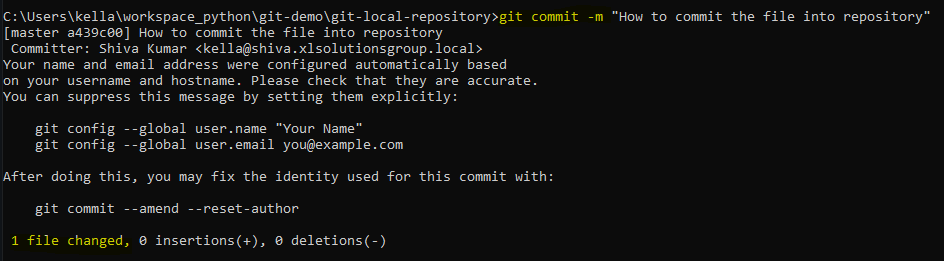 C:\Users\kella\workspace_python\git-demo\git-local-repository>git commit -m "How to commit the file into repository"
[master a439c00] How to commit the file into repository
 Committer: Shiva Kumar <kella@shiva.xlsolutionsgroup.local>
Your name and email address were configured automatically based
on your username and hostname. Please check that they are accurate.
You can suppress this message by setting them explicitly:

    git config --global user.name "Your Name"
    git config --global user.email you@example.com

After doing this, you may fix the identity used for this commit with:

    git commit --amend --reset-author

 1 file changed, 0 insertions(+), 0 deletions(-)